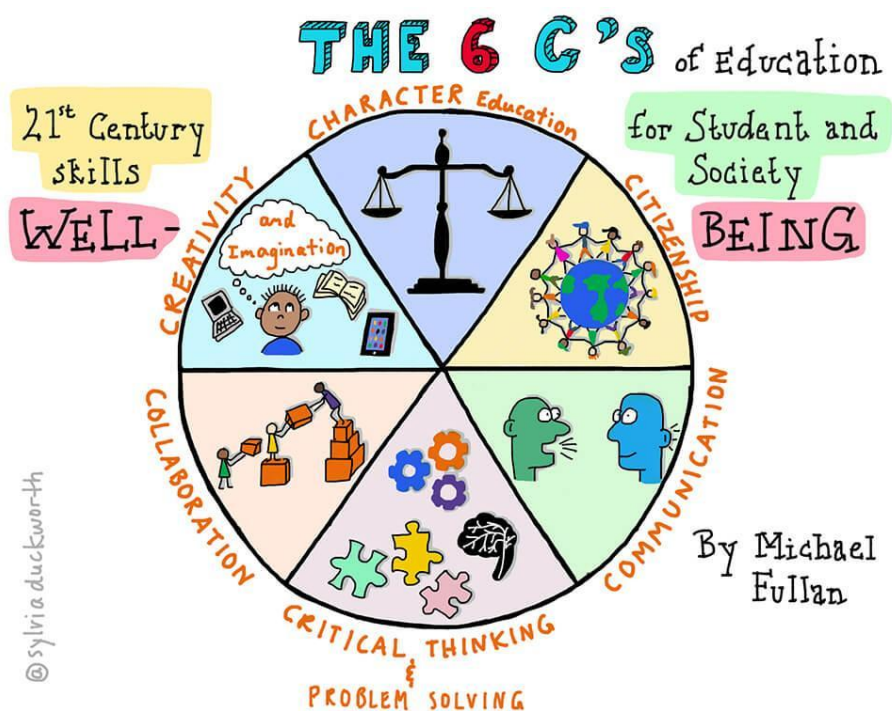 THE 6 C'S of Education
21st Century
skills
WELL-
for Student and
Society
BEING
CHARACTER Education
CITIZENSHIP
COMMUNICATION
CRITICAL THINKING
&
PROBLEM SOLVING
COLLABORATION
CREATIVITY
and
Imagination
By Michael
Fullan
@sylviaduckworth